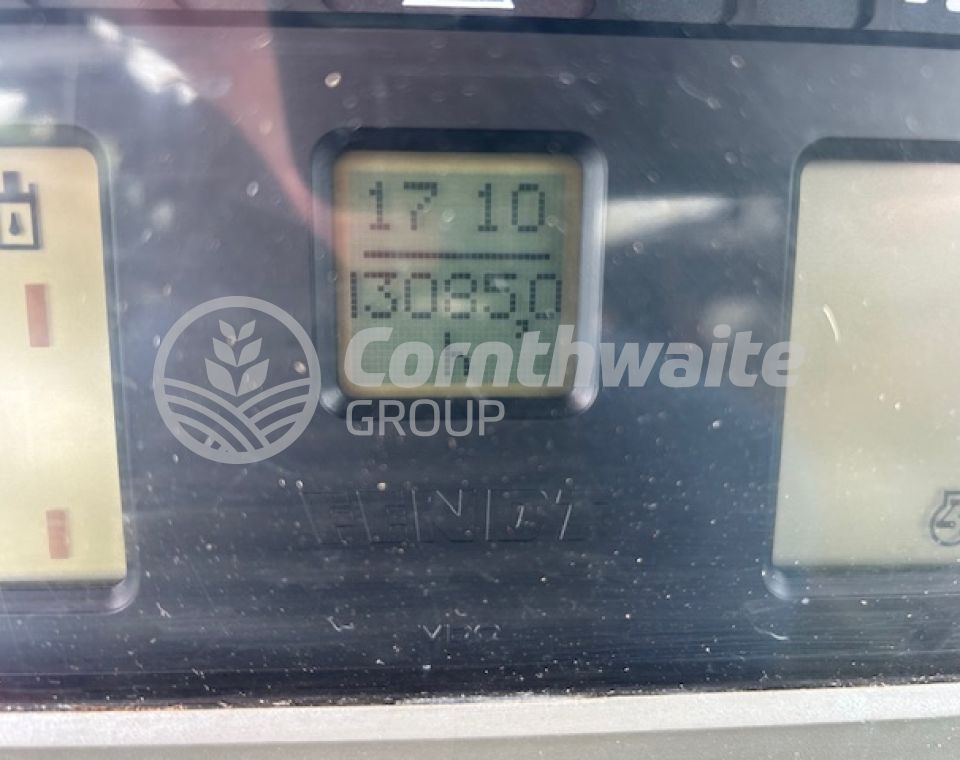 17 10
13085,0
h
Cornthwaite
GROUP
FENDT
VDO